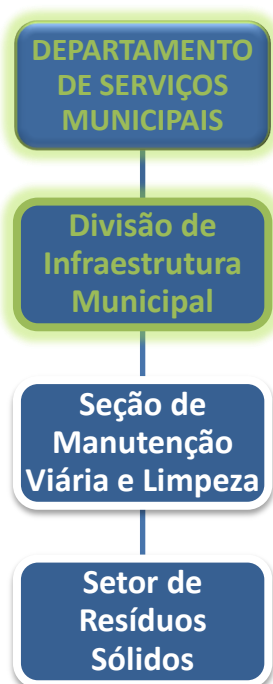 DEPARTAMENTO
DE SERVIÇOS
MUNICIPAIS
Divisão de
Infraestrutura
Municipal
Seção de
Manutenção
Viária e Limpeza
Setor de
Resíduos
Sólidos